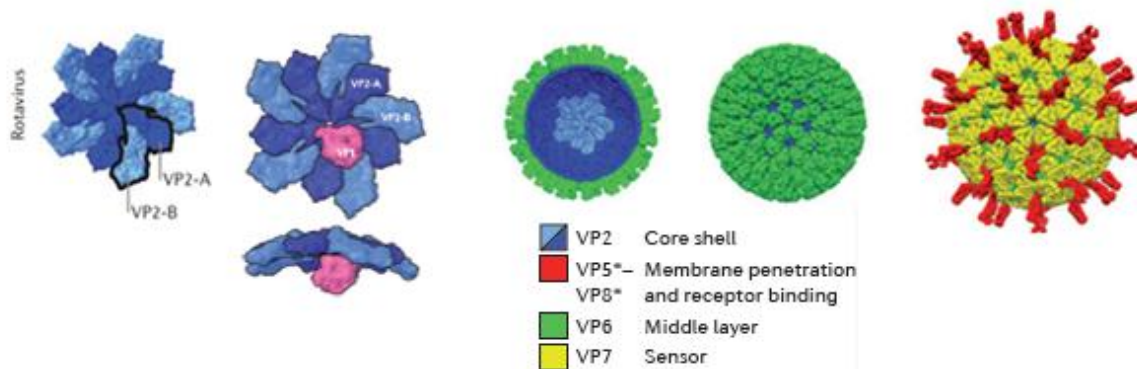 Rotavirus
VP2-A
VP2-B
VP2-A
VP2-B
VP1
VP2 Core shell
VP5*– Membrane penetration
VP8* and receptor binding
VP6 Middle layer
VP7 Sensor